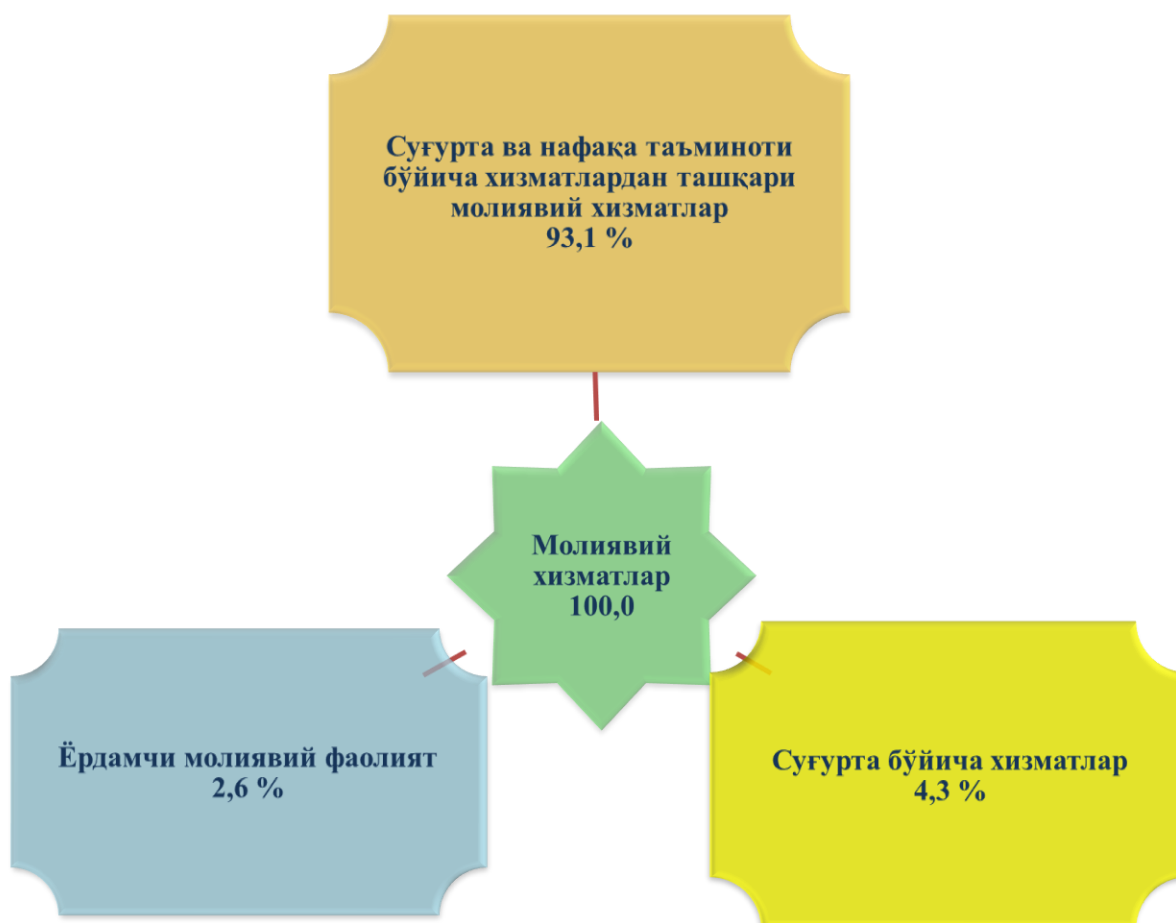 Суғурта ва нафақа таъминоти
бўйича хизматлардан ташқари
молиявий хизматлар
93,1 %
Молиявий
хизматлар
100,0
Ёрдамчи молиявий фаолият
2,6 %
Суғурта бўйича хизматлар
4,3 %